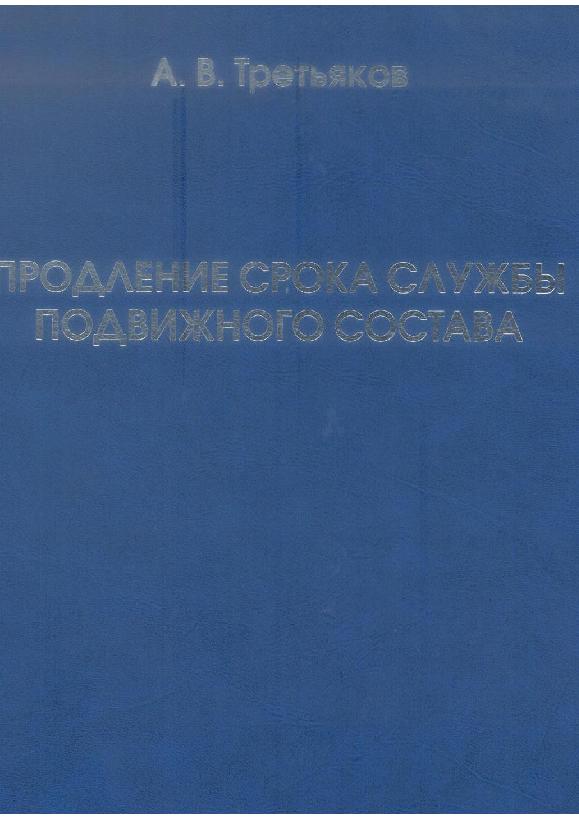 А. В. Третьяков
ПРОДЛЕНИЕ СРОКА СЛУЖБЫ
ПОДВИЖНОГО СОСТАВА